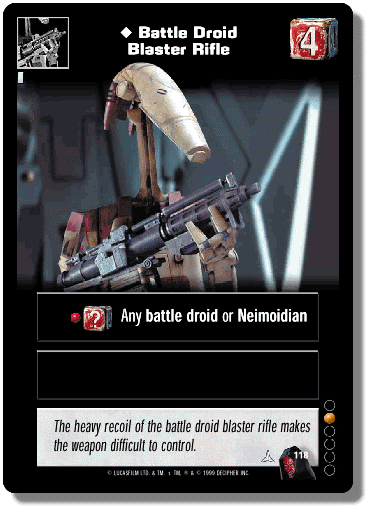 ◆ Battle Droid
Blaster Rifle
4
? Any battle droid or Neimoidian
The heavy recoil of the battle droid blaster rifle makes
the weapon difficult to control.
118
© LUCASFILM LTD. & TM. ® & © 1999 DECIPHER INC.